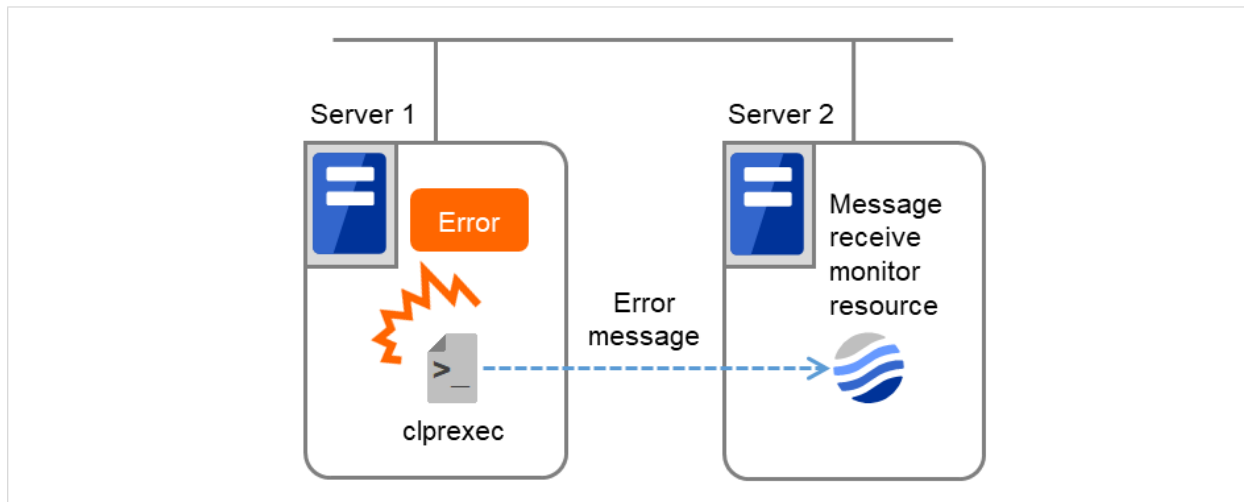 Server 1
Server 2
Error
Message
receive
monitor
resource
Error
message
>_
clprexec